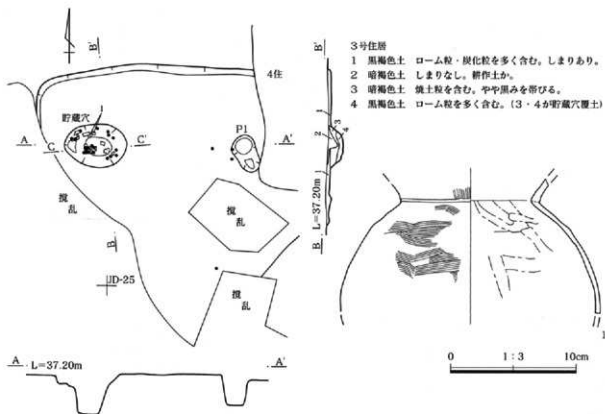 3号住居
1 黒褐色土 ローム粒・炭化粒を多く含む。しまりあり。
2 暗褐色土 しまりなし。耕作土か。
3 暗褐色土 焼土粒を含む。やや黒みを帯びる。
4 黒褐色土 ローム粒を多く含む。(3・4が貯蔵穴覆土)
B'
4住
貯蔵穴
1
P1
A
C
C'
A'
撹乱
撹乱
撹乱
B
JD-25
A
L=37.20m
A'
B'
1
3
2
4
B
L=37.20m
1
0
1:3
10cm